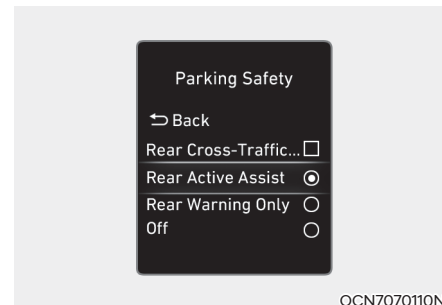 Parking Safety
Back
Rear Cross-Traffic...
Rear Active Assist
Rear Warning Only
Off
OCN7070110N